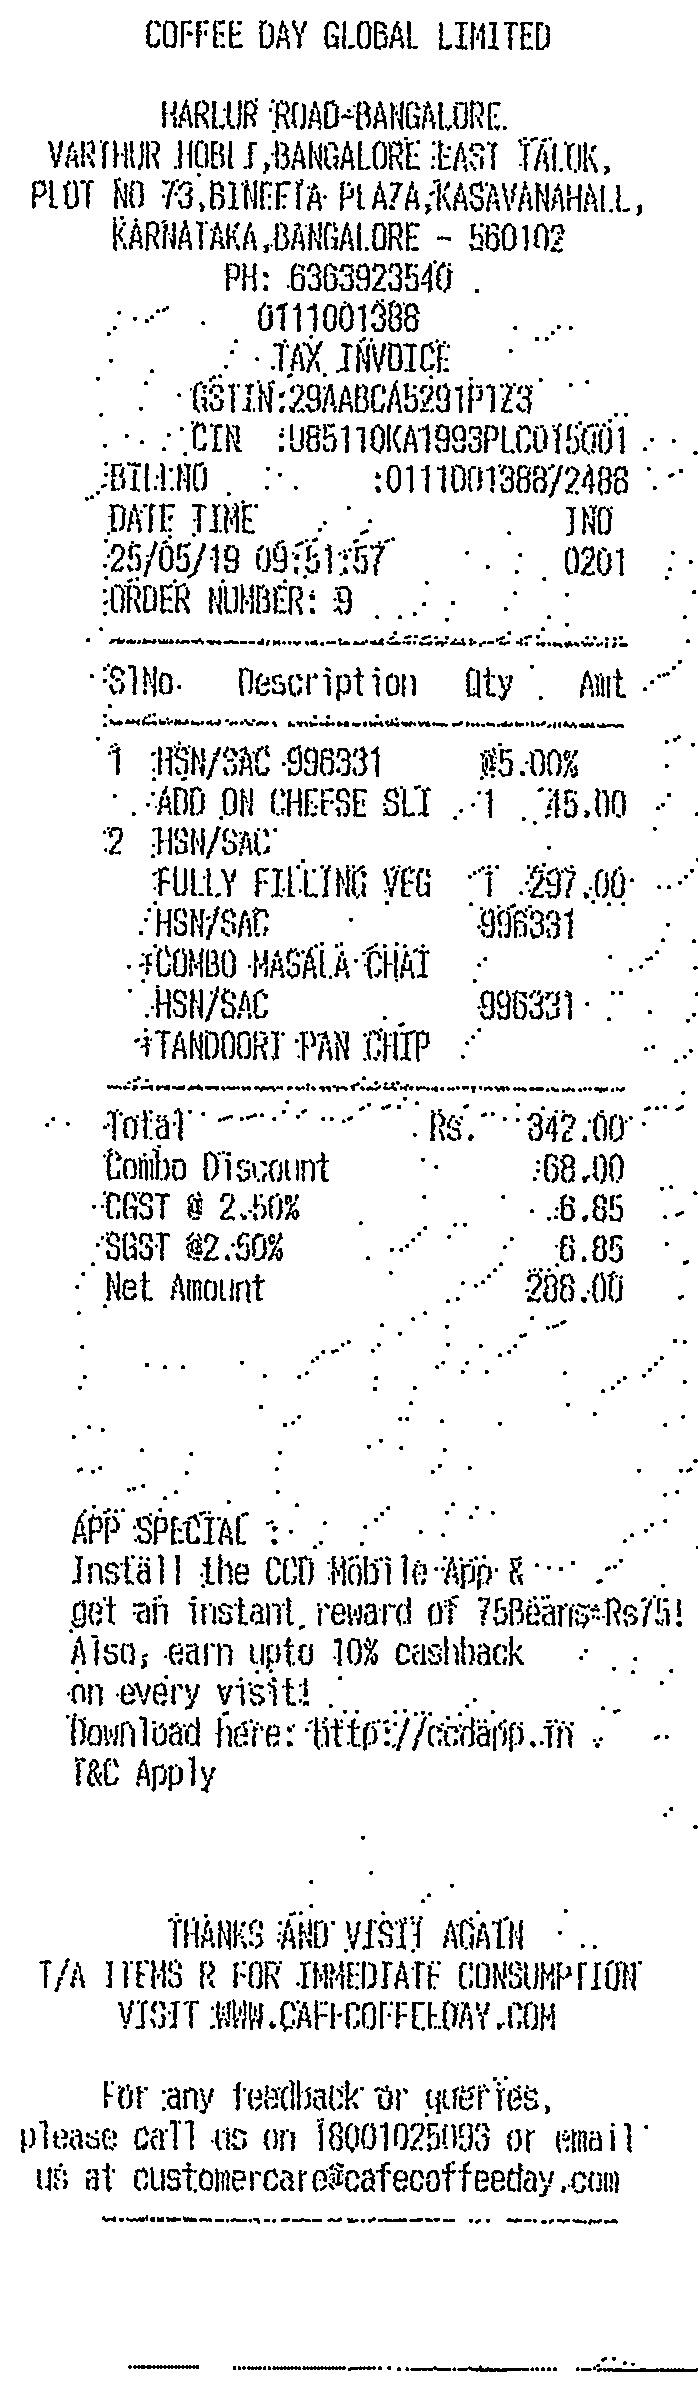 COFFEE DAY GLOBAL LIMITED
HARLUR ROAD-BANGALORE.
VARTHUR HOBLI,BANGALORE EAST TALUK,
PLOT NO 73,BINEETA PLAZA,KASAVANAHALL,
KARNATAKA,BANGALORE - 560102
PH: 6363923540
0111001388
TAX INVOICE
GSTIN:29AABCA5291P1Z3
CIN :U85110KA1993PLC015001
BILLNO :0111001388/2488
DATE TIME INO
25/05/19 09:51:57 0201
ORDER NUMBER: 9
SlNo Description Qty Amt
1 HSN/SAC 996331 @5.00%
ADD ON CHEESE SLI 1 45.00
2 HSN/SAC
FULLY FILLING VEG 1 297.00
HSN/SAC 996331
+COMBO MASALA CHAI
HSN/SAC 996331
+TANDOORI PAN CHIP
Total Rs. 342.00
Combo Discount 68.00
CGST @ 2.50% 6.85
SGST @2.50% 6.85
Net Amount 288.00
APP SPECIAL :
Install the CCD Mobile App &
get an instant reward of 75Beans=Rs75!
Also, earn upto 10% cashback
on every visit!
Download here: http://ccdapp.in
T&C Apply
THANKS AND VISIT AGAIN
T/A ITEMS R FOR IMMEDIATE CONSUMPTION
VISIT WWW.CAFECOFFEEDAY.COM
For any feedback or queries,
please call us on 18001025093 or email
us at customercare@cafecoffeeday.com